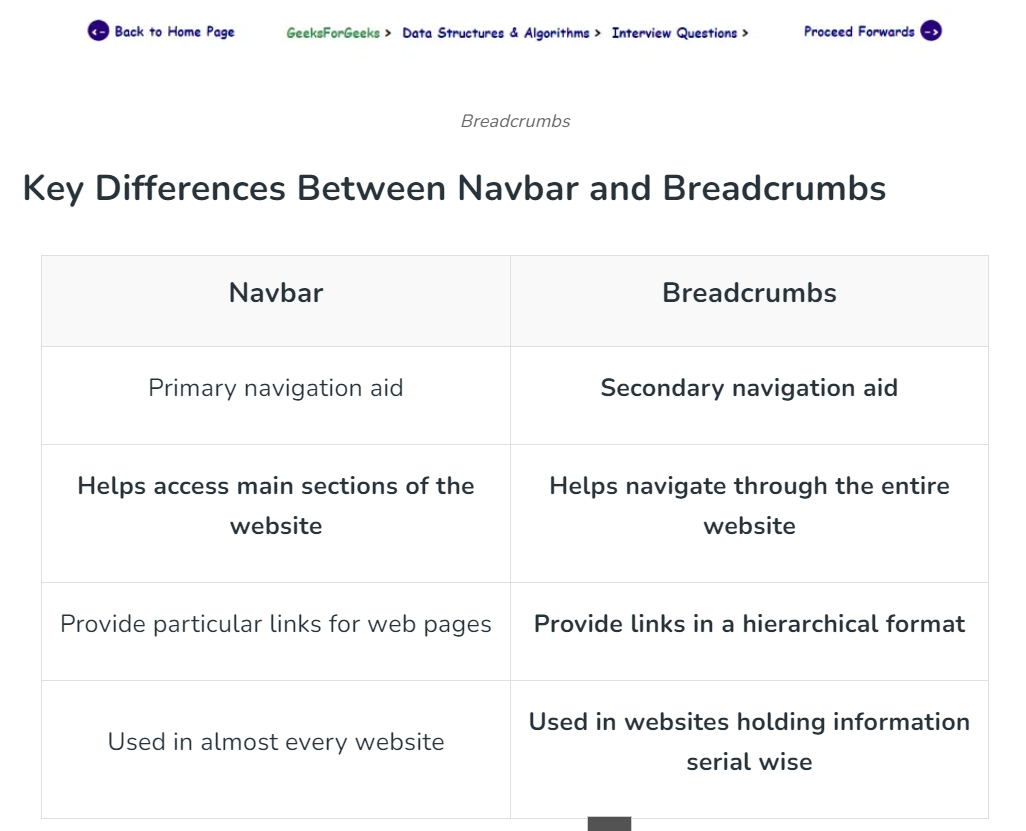 <- Back to Home Page GeeksForGeeks > Data Structures & Algorithms > Interview Questions > Proceed Forwards ->
Breadcrumbs
Key Differences Between Navbar and Breadcrumbs
Navbar Breadcrumbs
Primary navigation aid Secondary navigation aid
Helps access main sections of the
website
Helps navigate through the entire
website
Provide particular links for web pages Provide links in a hierarchical format
Used in almost every website
Used in websites holding information
serial wise